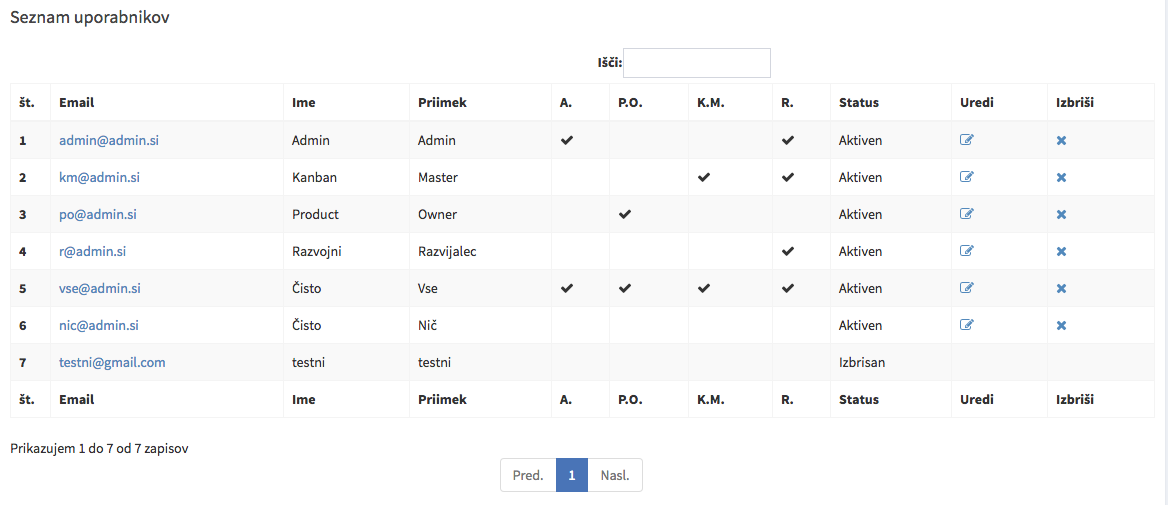 Seznam uporabnikov
Išči:
št. Email Ime Priimek A. P.O. K.M. R. Status Uredi Izbriši
1 admin@admin.si Admin Admin ✔ ✔ Aktiven
2 km@admin.si Kanban Master ✔ ✔ Aktiven
3 po@admin.si Product Owner ✔ Aktiven
4 r@admin.si Razvojni Razvijalec ✔ Aktiven
5 vse@admin.si Čisto Vse ✔ ✔ ✔ ✔ Aktiven
6 nic@admin.si Čisto Nič Aktiven
7 testni@gmail.com testni testni Izbrisan
št. Email Ime Priimek A. P.O. K.M. R. Status Uredi Izbriši
Prikazujem 1 do 7 od 7 zapisov
Pred. 1 Nasl.